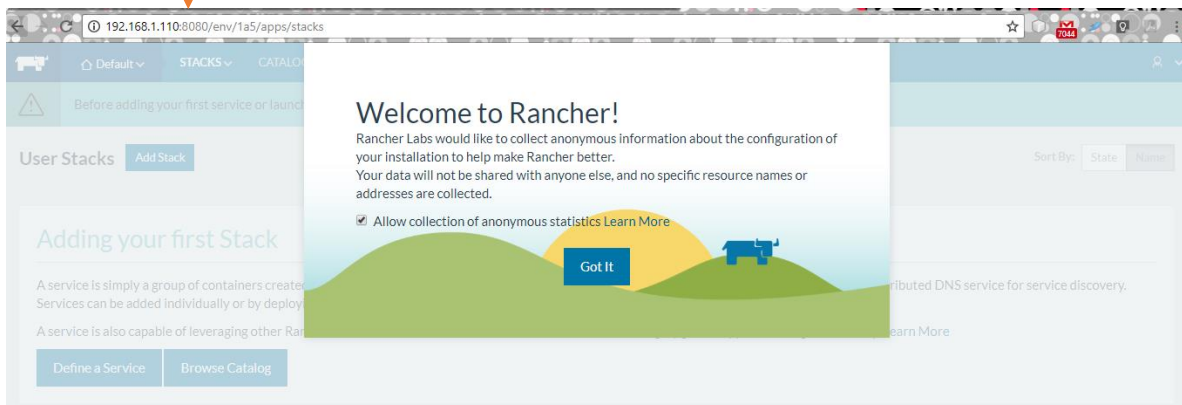 192.168.1.110:8080/env/1a5/apps/stacks
7044
Default
STACKS
CATALO
Before adding your first service or launch
User Stacks
Add Stack
Sort By:
State
Name
Welcome to Rancher!
Rancher Labs would like to collect anonymous information about the configuration of
your installation to help make Rancher better.
Your data will not be shared with anyone else, and no specific resource names or
addresses are collected.
Allow collection of anonymous statistics Learn More
Got It
Adding your first Stack
A service is simply a group of containers create
ributed DNS service for service discovery.
Services can be added individually or by deploy
A service is also capable of leveraging other Ran
earn More
Define a Service
Browse Catalog